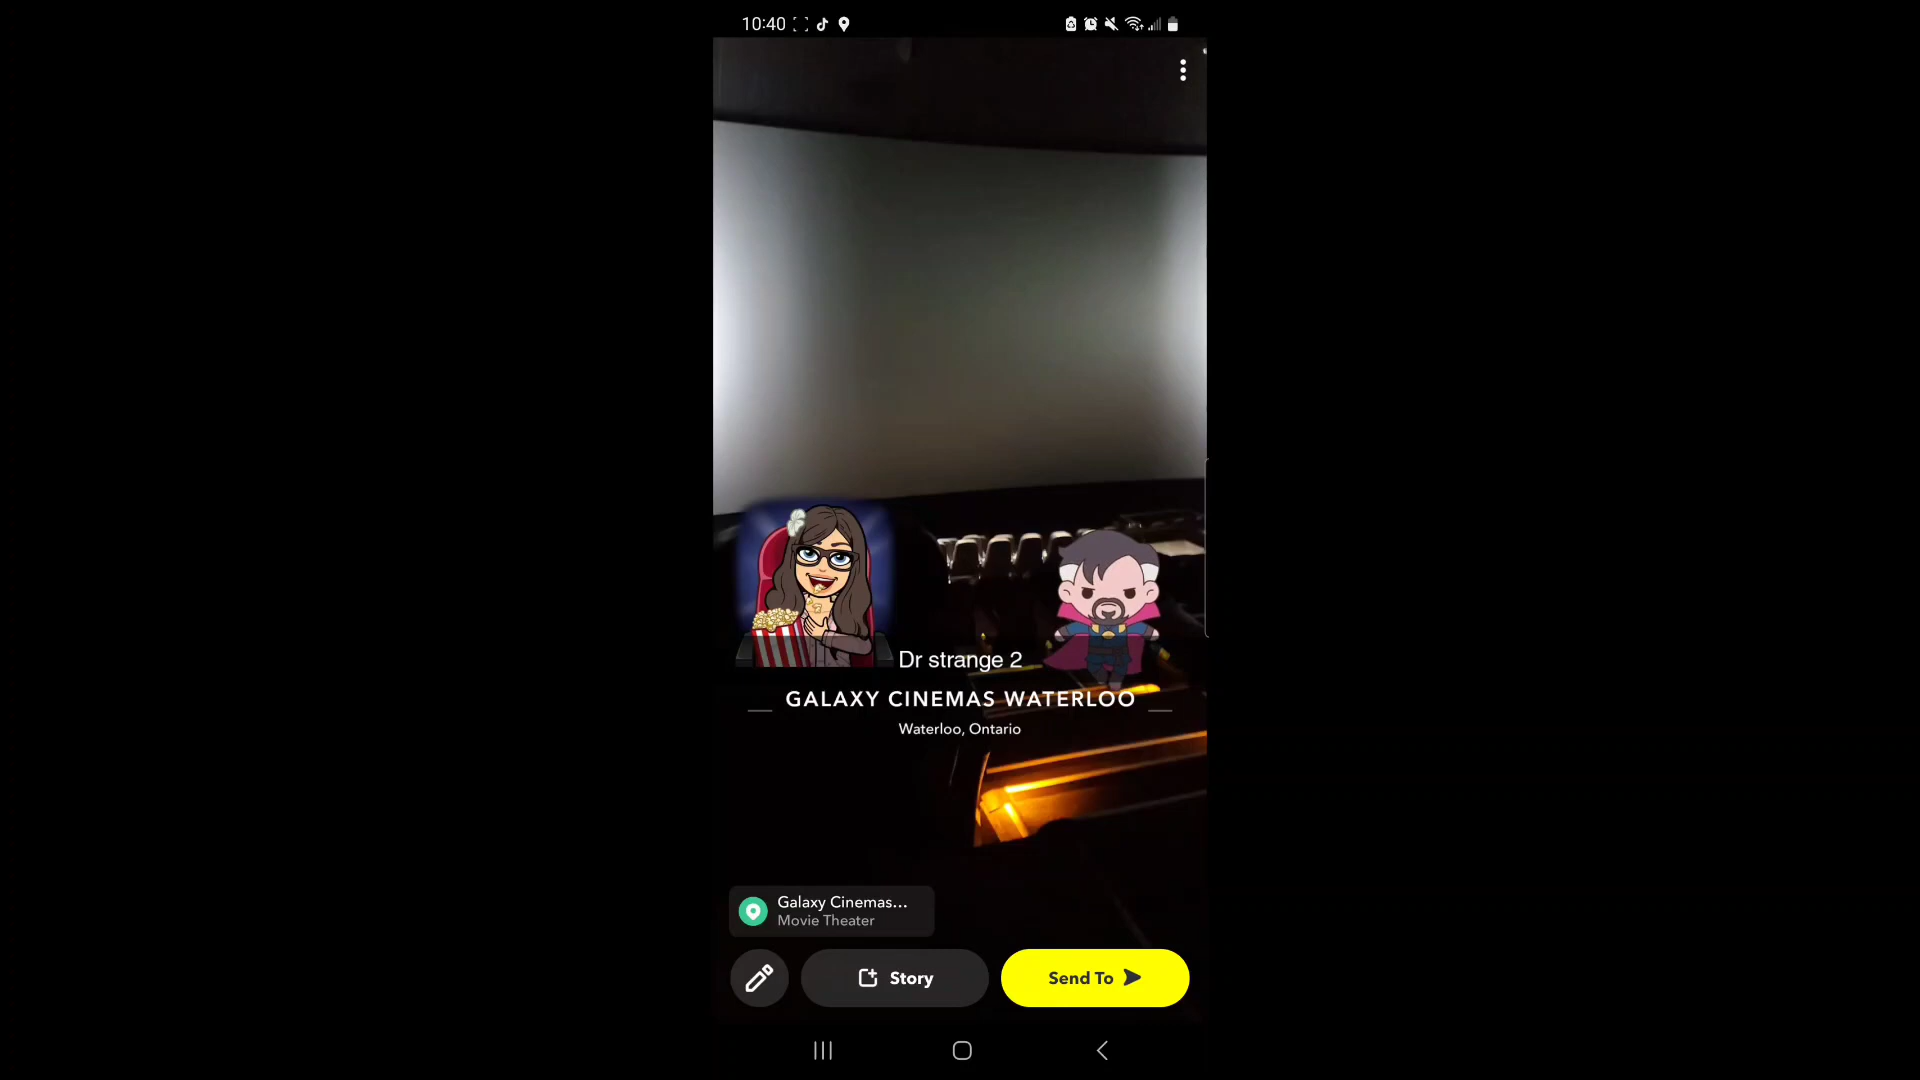 10:40
Dr strange 2
GALAXY CINEMAS WATERLOO
Waterloo, Ontario
Galaxy Cinemas...
Movie Theater
Story
Send To